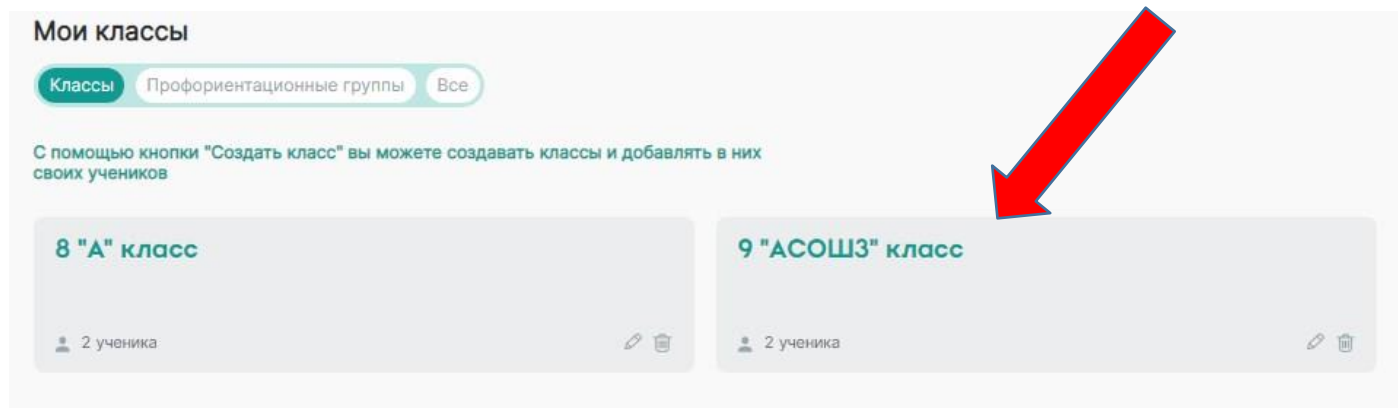 Мои классы
Классы Профориентационные группы Все
С помощью кнопки "Создать класс" вы можете создавать классы и добавлять в них
своих учеников
8 "А" класс
9 "АСОШ3" класс
2 ученика
2 ученика